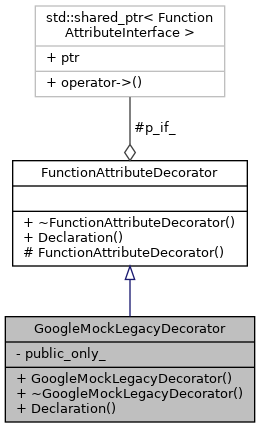 std::shared_ptr< Function
AttributeInterface >
+ ptr
+ operator->()
#p_if_
FunctionAttributeDecorator
+ ~FunctionAttributeDecorator()
+ Declaration()
# FunctionAttributeDecorator()
GoogleMockLegacyDecorator
- public_only_
+ GoogleMockLegacyDecorator()
+ ~GoogleMockLegacyDecorator()
+ Declaration()